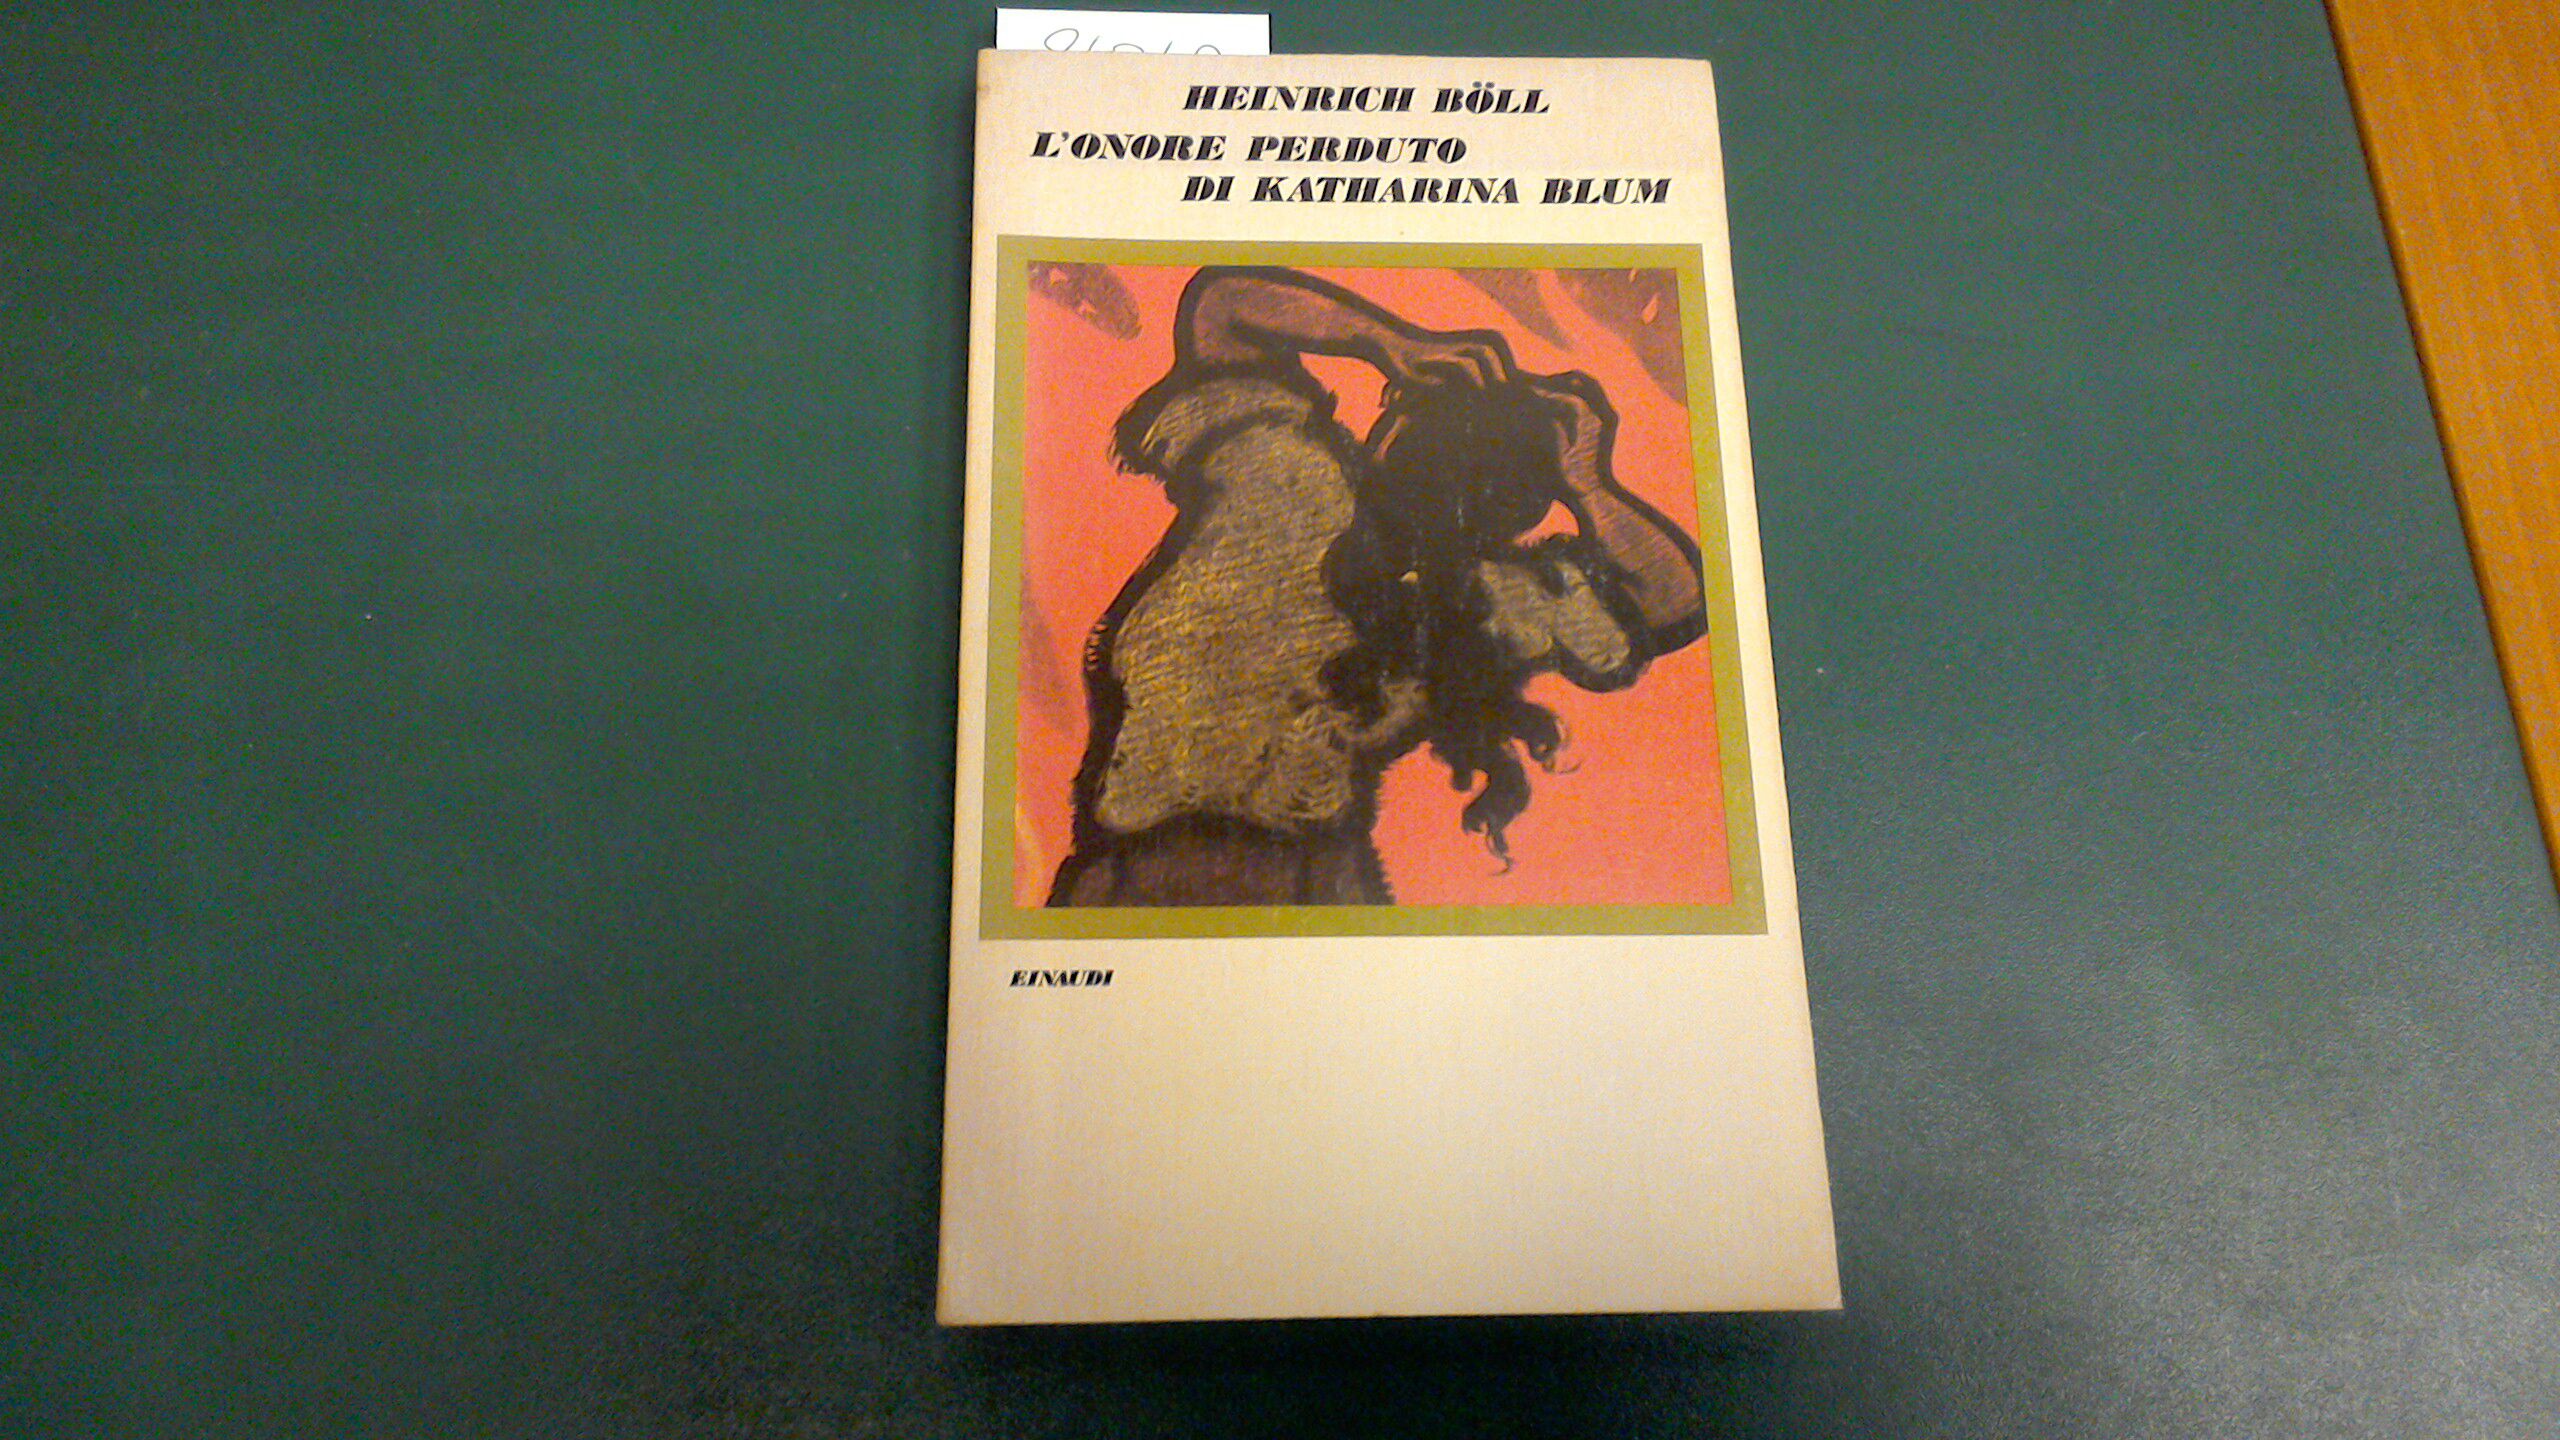 HEINRICH BÖLL
L'ONORE PERDUTO
DI KATHARINA BLUM
EINAUDI